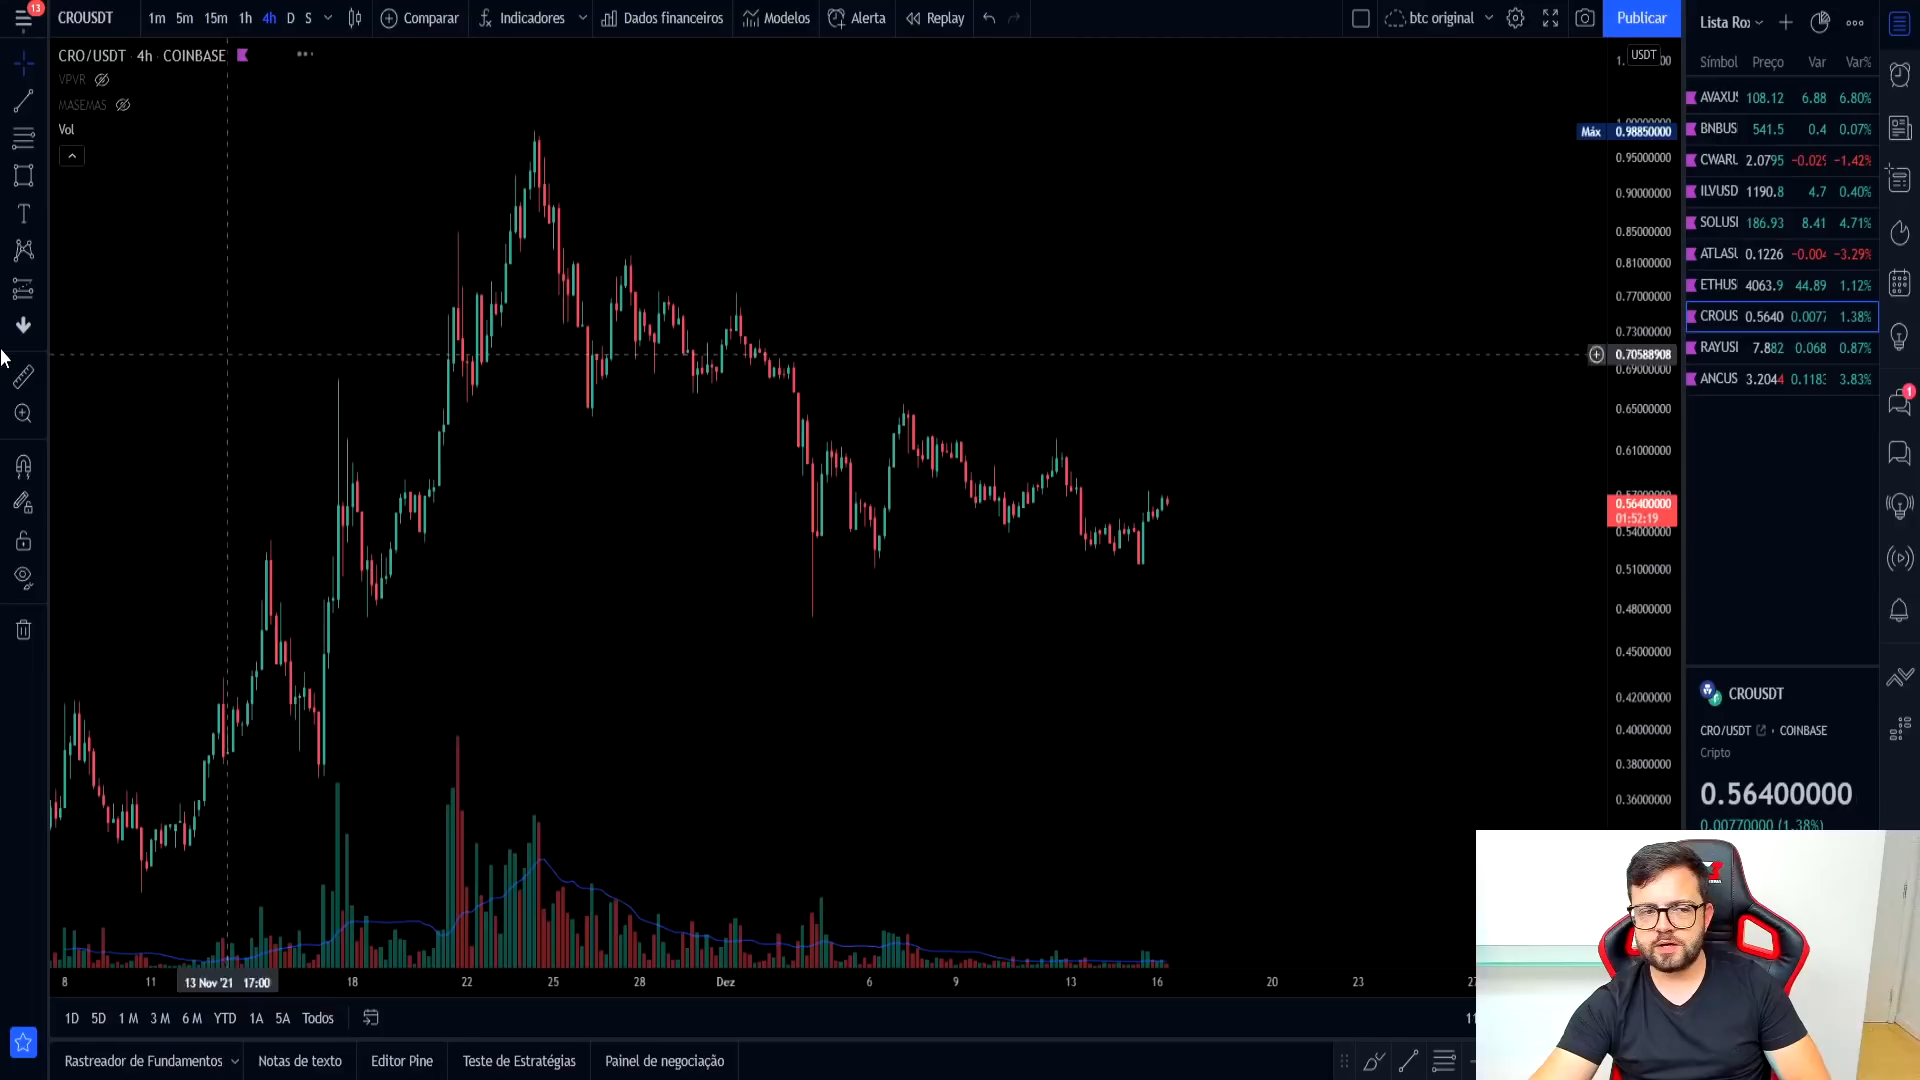 13
CROUSDT
1m 5m 15m 1h 4h D S
Comparar
Indicadores
Dados financeiros
Modelos
Alerta
Replay
btc original
Publicar
CRO/USDT · 4h · COINBASE
VPVR
MASEMAS
Vol
USDT
Máx 0.98850000
0.95000000
0.90000000
0.85000000
0.81000000
0.77000000
0.73000000
0.70588908
0.69000000
0.65000000
0.61000000
0.56400000
01:52:19
0.54000000
0.51000000
0.48000000
0.45000000
0.42000000
0.40000000
0.38000000
0.36000000
8 11 13 Nov '21 17:00 18 22 25 28 Dez 6 9 13 16 20 23
1D 5D 1 M 3 M 6 M YTD 1A 5A Todos
Rastreador de Fundamentos
Notas de texto
Editor Pine
Teste de Estratégias
Painel de negociação
Lista Ro
Símbol Preço Var Var%
AVAXU 108.12 6.88 6.80%
BNBUS 541.5 0.4 0.07%
CWARL 2.0795 −0.029 −1.42%
ILVUSD 1190.8 4.7 0.40%
SOLUSI 186.93 8.41 4.71%
ATLASU 0.1226 −0.004 −3.29%
ETHUS 4063.9 44.89 1.12%
CROUS 0.5640 0.0077 1.38%
RAYUSI 7.882 0.068 0.87%
ANCUS 3.2044 0.1183 3.83%
1
CROUSDT
CRO/USDT · COINBASE
Cripto
0.56400000
0.00770000 (1.38%)